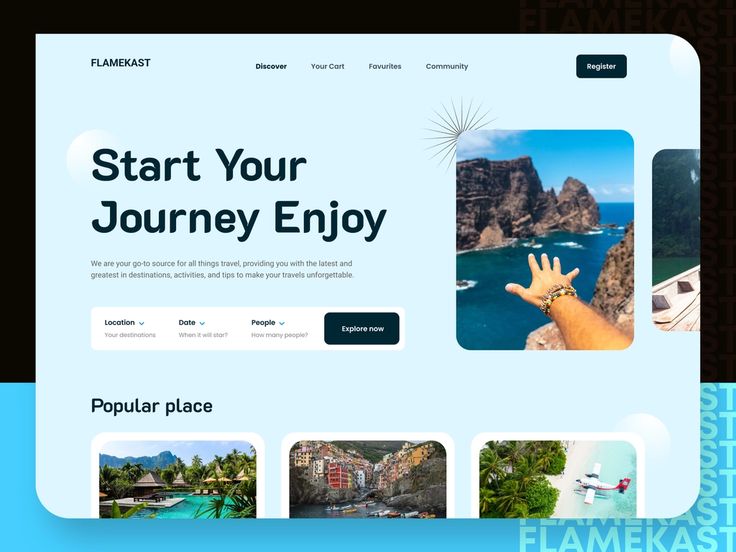 FLAMEKAST
FLAMEKAST
Discover
Your Cart
Favurites
Community
Register
Start Your
Journey Enjoy
We are your go-to source for all things travel, providing you with the latest and
greatest in destinations, activities, and tips to make your travels unforgettable.
Location
Date
People
Explore now
Your destinations
When it will star?
How many people?
Popular place
FLAMEKAST